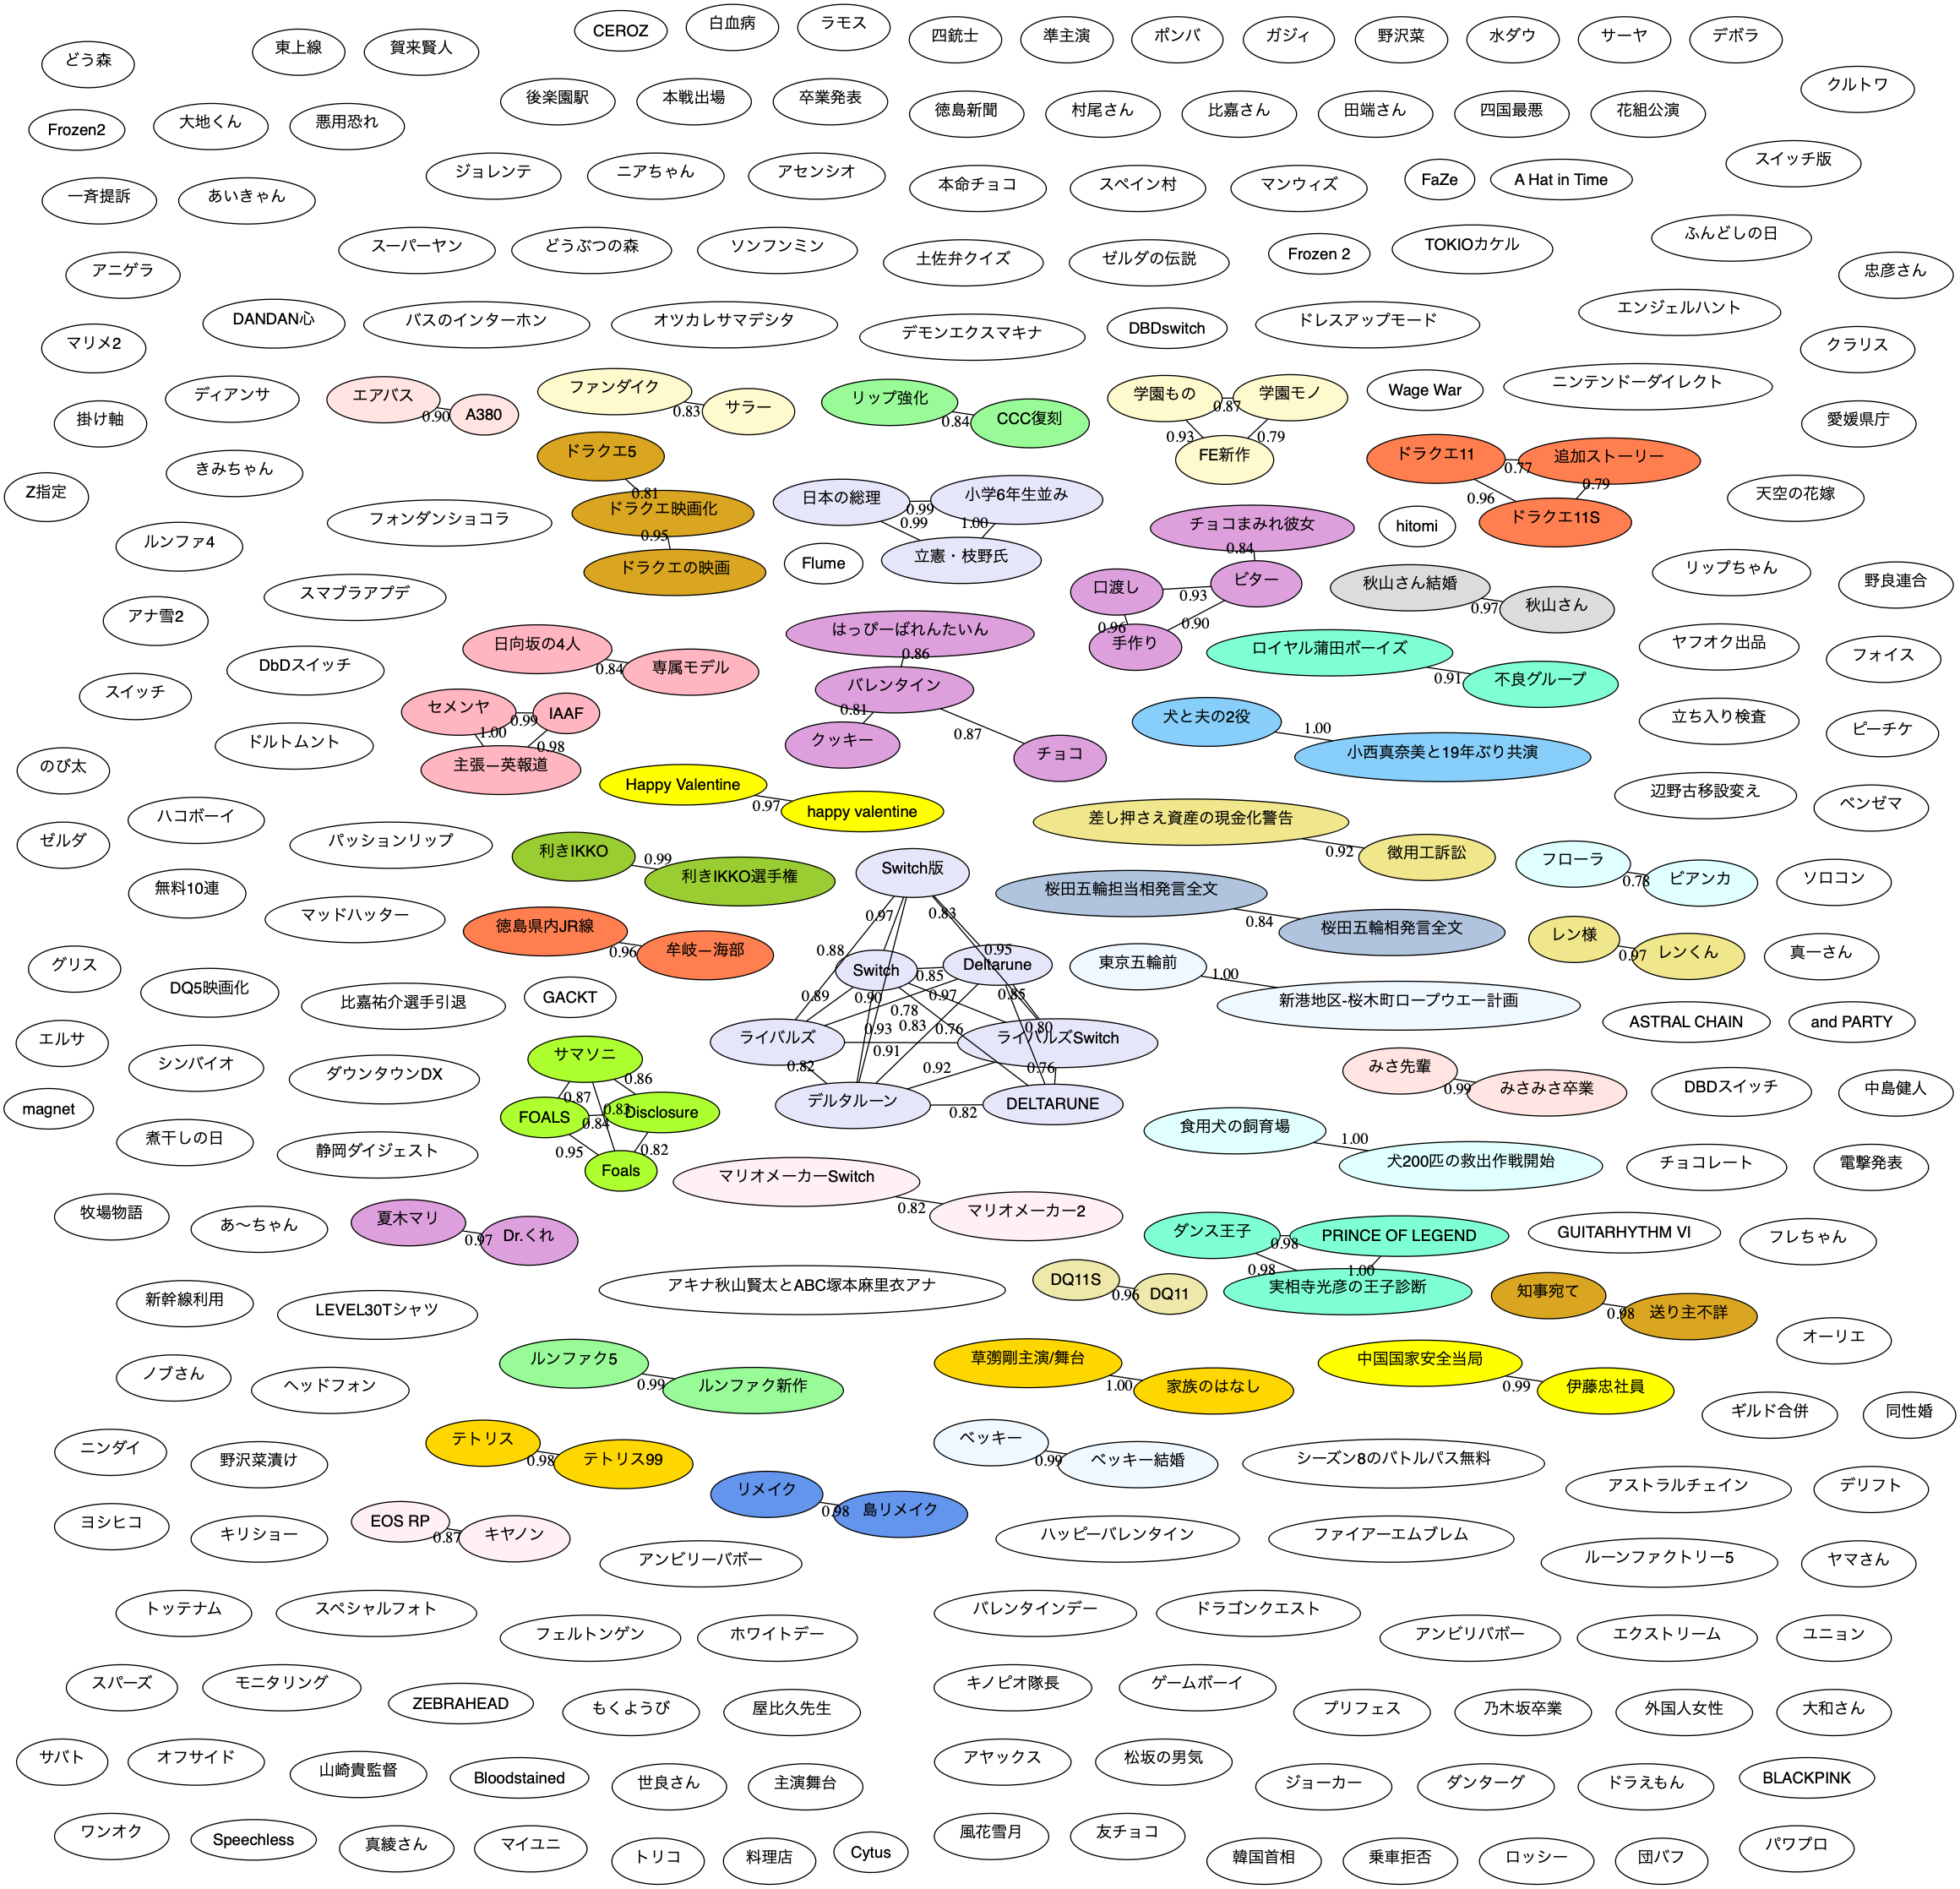 CEROZ
白血病
ラモス
四銃士
準主演
ポンバ
ガジィ
野沢菜
水ダウ
サーヤ
デボラ
どう森
東上線
賀来賢人
クルトワ
後楽園駅
本戦出場
卒業発表
徳島新聞
村尾さん
比嘉さん
田端さん
四国最悪
花組公演
Frozen2
大地くん
悪用恐れ
スイッチ版
ジョレンテ
ニアちゃん
アセンシオ
本命チョコ
スペイン村
マンウィズ
FaZe
A Hat in Time
一斉提訴
あいきゃん
ふんどしの日
スーパーヤン
どうぶつの森
ソンフンミン
土佐弁クイズ
ゼルダの伝説
Frozen 2
TOKIOカケル
アニゲラ
忠彦さん
DANDAN心
バスのインターホン
オツカレサマデシタ
デモンエクスマキナ
DBDswitch
ドレスアップモード
エンジェルハント
マリメ2
クラリス
ディアンサ
エアバス
0.90
A380
ファンダイク
0.83
サラー
リップ強化
0.84
CCC復刻
学園もの
0.87
学園モノ
0.93
0.79
FE新作
Wage War
ニンテンドーダイレクト
掛け軸
愛媛県庁
きみちゃん
ドラクエ5
0.81
ドラクエ映画化
0.95
ドラクエの映画
ドラクエ11
0.77
追加ストーリー
0.96
0.79
ドラクエ11S
Z指定
フォンダンショコラ
日本の総理
0.99
小学6年生並み
0.99
1.00
立憲・枝野氏
天空の花嫁
チョコまみれ彼女
0.84
hitomi
ルンファ4
Flume
口渡し
0.93
ビター
0.96
0.90
手作り
秋山さん結婚
0.97
秋山さん
リップちゃん
野良連合
スマブラアプデ
アナ雪2
日向坂の4人
0.84
専属モデル
はっぴーばれんたいん
0.86
バレンタイン
0.81
0.87
クッキー
チョコ
ロイヤル蒲田ボーイズ
0.91
不良グループ
ヤフオク出品
フォイス
DbDスイッチ
スイッチ
セメンヤ
0.99
IAAF
1.00
0.98
主張—英報道
犬と夫の2役
1.00
小西真奈美と19年ぶり共演
立ち入り検査
ピーチケ
ドルトムント
のび太
Happy Valentine
0.97
happy valentine
辺野古移設変え
ベンゼマ
ハコボーイ
差し押さえ資産の現金化警告
0.92
徴用工訴訟
ゼルダ
パッションリップ
利きIKKO
0.99
利きIKKO選手権
フローラ
0.78
ビアンカ
ソロコン
無料10連
Switch版
桜田五輪担当相発言全文
0.84
桜田五輪相発言全文
マッドハッター
徳島県内JR線
0.96
牟岐—海部
0.97
0.83
レン様
0.97
レンくん
真一さん
グリス
DQ5映画化
比嘉祐介選手引退
GACKT
0.88
0.95
Switch
0.85
Deltarune
0.89
0.90
0.97
0.85
0.78
東京五輪前
1.00
新港地区-桜木町ロープウエー計画
ASTRAL CHAIN
and PARTY
エルサ
ライバルズ
0.93
0.83
0.76
0.80
ライバルズSwitch
0.91
0.82
0.92
0.76
デルタルーン
0.82
DELTARUNE
シンバイオ
ダウンタウンDX
サマソニ
0.86
0.87
0.83
FOALS
0.84
Disclosure
0.95
0.82
Foals
みさ先輩
0.99
みさみさ卒業
DBDスイッチ
中島健人
magnet
煮干しの日
静岡ダイジェスト
食用犬の飼育場
1.00
犬200匹の救出作戦開始
チョコレート
電撃発表
マリオメーカーSwitch
0.82
マリオメーカー2
牧場物語
あ～ちゃん
夏木マリ
0.97
Dr.くれ
ダンス王子
0.98
PRINCE OF LEGEND
0.98
1.00
実相寺光彦の王子診断
GUITARHYTHM VI
フレちゃん
アキナ秋山賢太とABC塚本麻里衣アナ
DQ11S
0.96
DQ11
新幹線利用
LEVEL30Tシャツ
知事宛て
0.98
送り主不詳
オーリエ
ノブさん
ヘッドフォン
ルンファク5
0.99
ルンファク新作
草彅剛主演/舞台
1.00
家族のはなし
中国国家安全当局
0.99
伊藤忠社員
ギルド合併
同性婚
ニンダイ
野沢菜漬け
テトリス
0.98
テトリス99
ベッキー
0.99
ベッキー結婚
シーズン8のバトルパス無料
アストラルチェイン
デリフト
リメイク
0.98
島リメイク
ヨシヒコ
キリショー
EOS RP
0.87
キヤノン
アンビリーバボー
ハッピーバレンタイン
ファイアーエムブレム
ルーンファクトリー5
ヤマさん
トッテナム
スペシャルフォト
フェルトンゲン
ホワイトデー
バレンタインデー
ドラゴンクエスト
アンビリバボー
エクストリーム
ユニョン
スパーズ
モニタリング
ZEBRAHEAD
もくようび
屋比久先生
キノピオ隊長
ゲームボーイ
プリフェス
乃木坂卒業
外国人女性
大和さん
サバト
オフサイド
山崎貴監督
Bloodstained
世良さん
主演舞台
アヤックス
松坂の男気
ジョーカー
ダンターグ
ドラえもん
BLACKPINK
ワンオク
Speechless
真綾さん
マイユニ
トリコ
料理店
Cytus
風花雪月
友チョコ
韓国首相
乗車拒否
ロッシー
団バフ
パワプロ